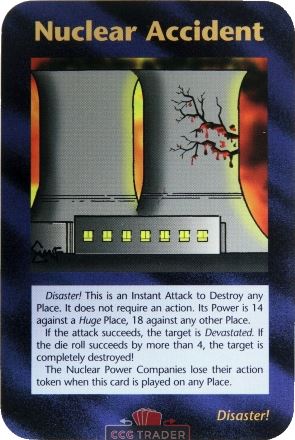 Nuclear Accident
Disaster! This is an Instant Attack to Destroy any
Place. It does not require an action. Its Power is 14
against a Huge Place, 18 against any other Place.
If the attack succeeds, the target is Devastated. If
the die roll succeeds by more than 4, the target is
completely destroyed!
The Nuclear Power Companies lose their action
token when this card is played on any Place.
Disaster!
CCG TRADER